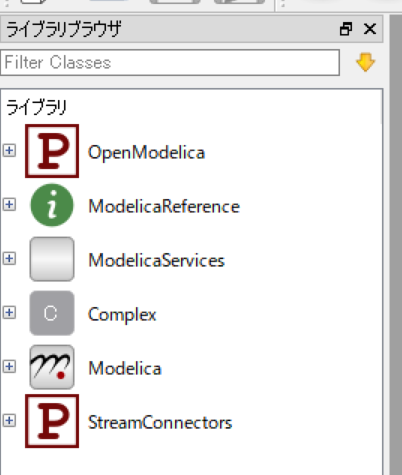 ライブラリブラウザ
Filter Classes
ライブラリ
P OpenModelica
i ModelicaReference
ModelicaServices
C Complex
m Modelica
P StreamConnectors